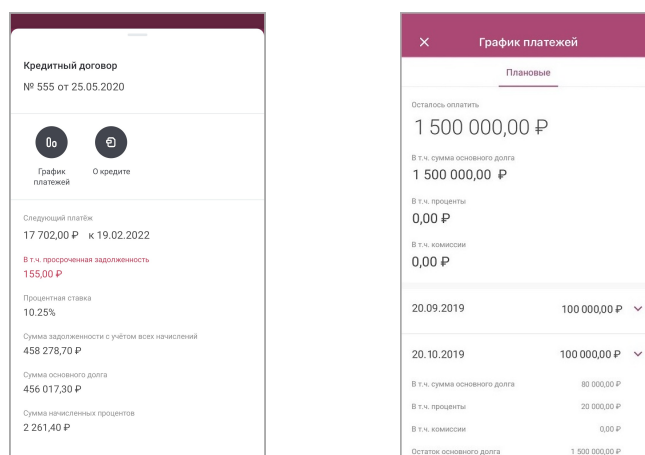 Кредитный договор
№ 555 от 25.05.2020
График
платежей
О кредите
Следующий платёж
17 702,00 ₽ к 19.02.2022
В т.ч. просроченная задолженность
155,00 ₽
Процентная ставка
10.25%
Сумма задолженности с учётом всех начислений
458 278,70 ₽
Сумма основного долга
456 017,30 ₽
Сумма начисленных процентов
2 261,40 ₽
График платежей
Плановые
Осталось оплатить
1 500 000,00 ₽
В т.ч. сумма основного долга
1 500 000,00 ₽
В т.ч. проценты
0,00 ₽
В т.ч. комиссии
0,00 ₽
20.09.2019 100 000,00 ₽
20.10.2019 100 000,00 ₽
В т.ч. сумма основного долга 80 000,00 ₽
В т.ч. проценты 20 000,00 ₽
В т.ч. комиссии 0,00 ₽
Остаток основного долга 1 500 000,00 ₽